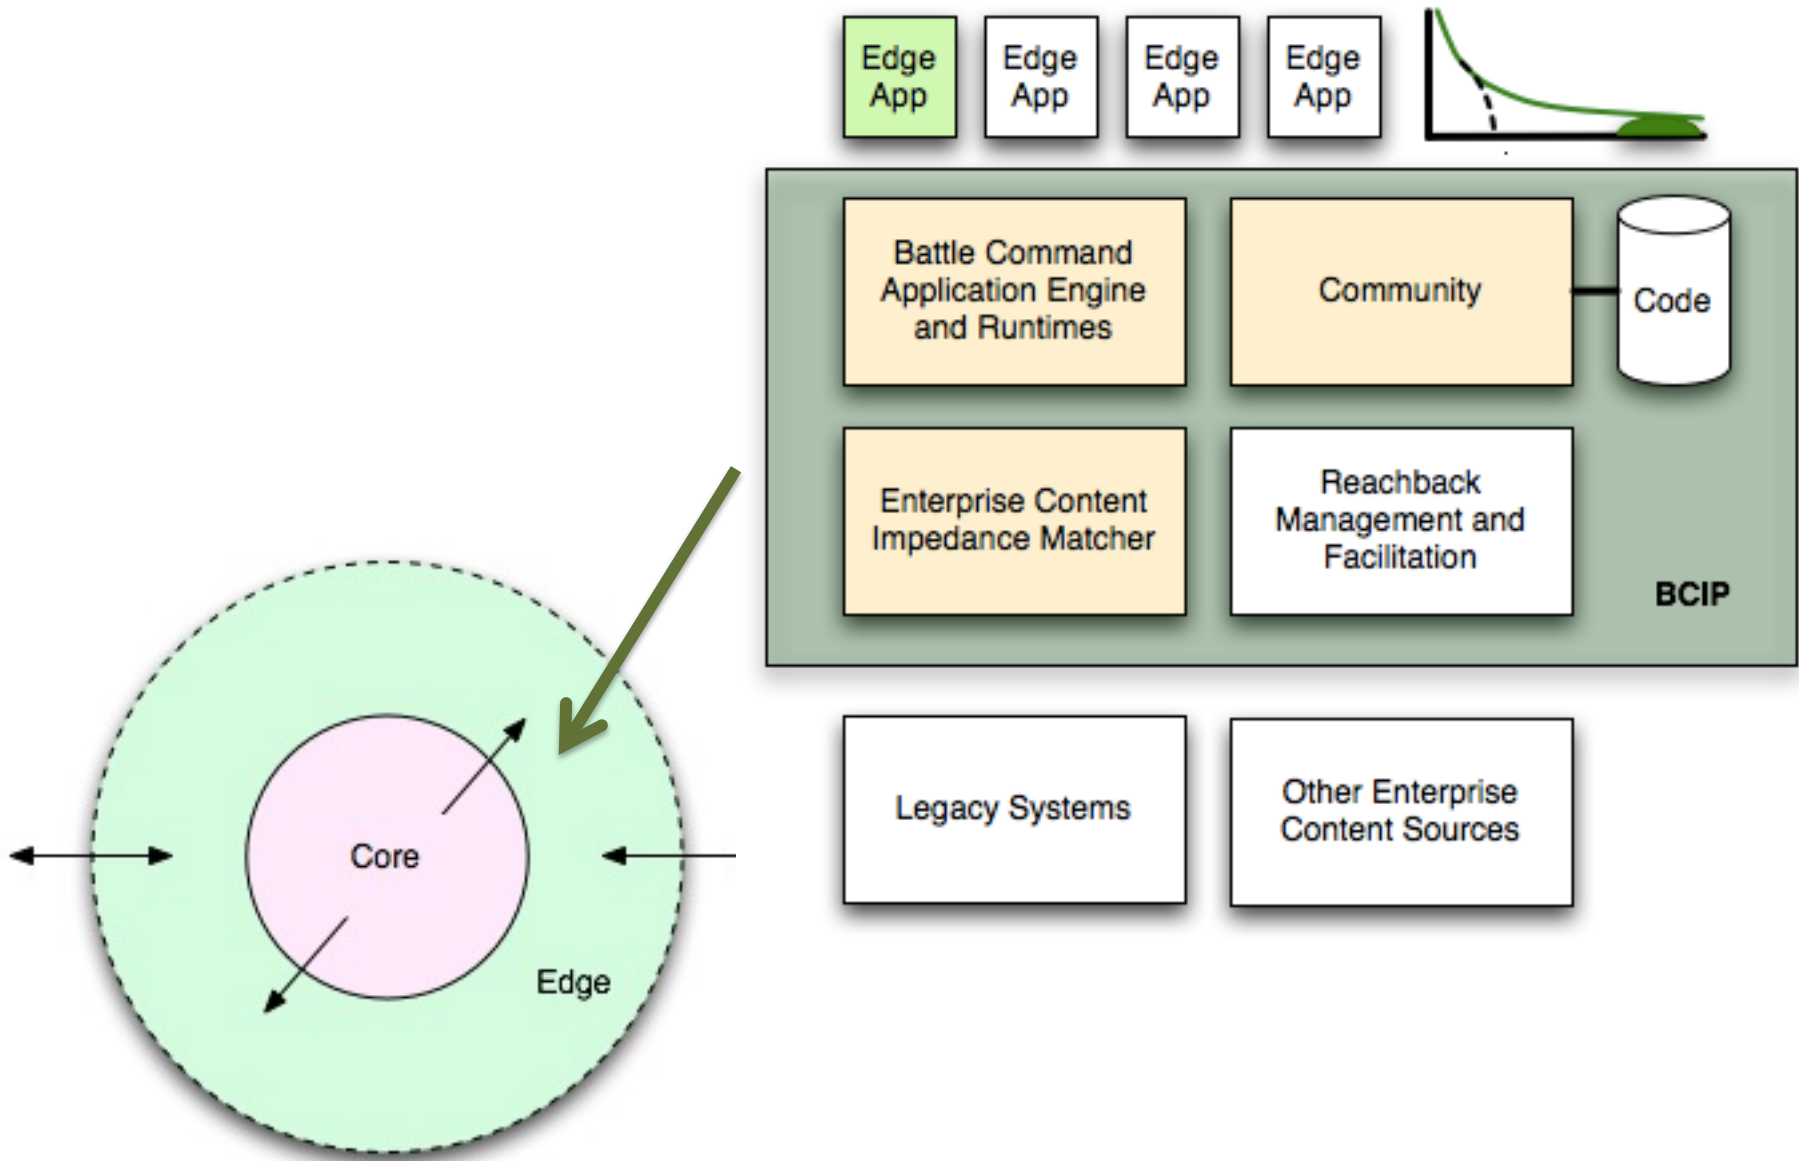 Edge
App
Edge
App
Edge
App
Edge
App
Battle Command
Application Engine
and Runtimes
Community
Code
Enterprise Content
Impedance Matcher
Reachback
Management and
Facilitation
BCIP
Legacy Systems
Other Enterprise
Content Sources
Core
Edge